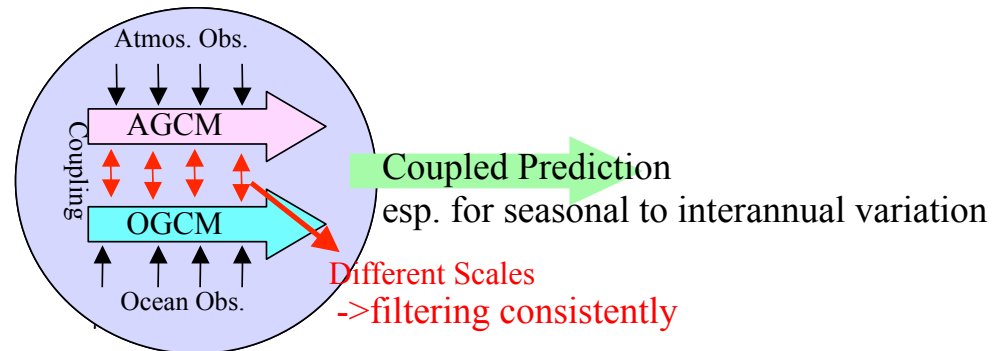 Atmos. Obs.
AGCM
Coupling
OGCM
Ocean Obs.
Coupled Prediction
esp. for seasonal to interannual variation
Different Scales
->filtering consistently